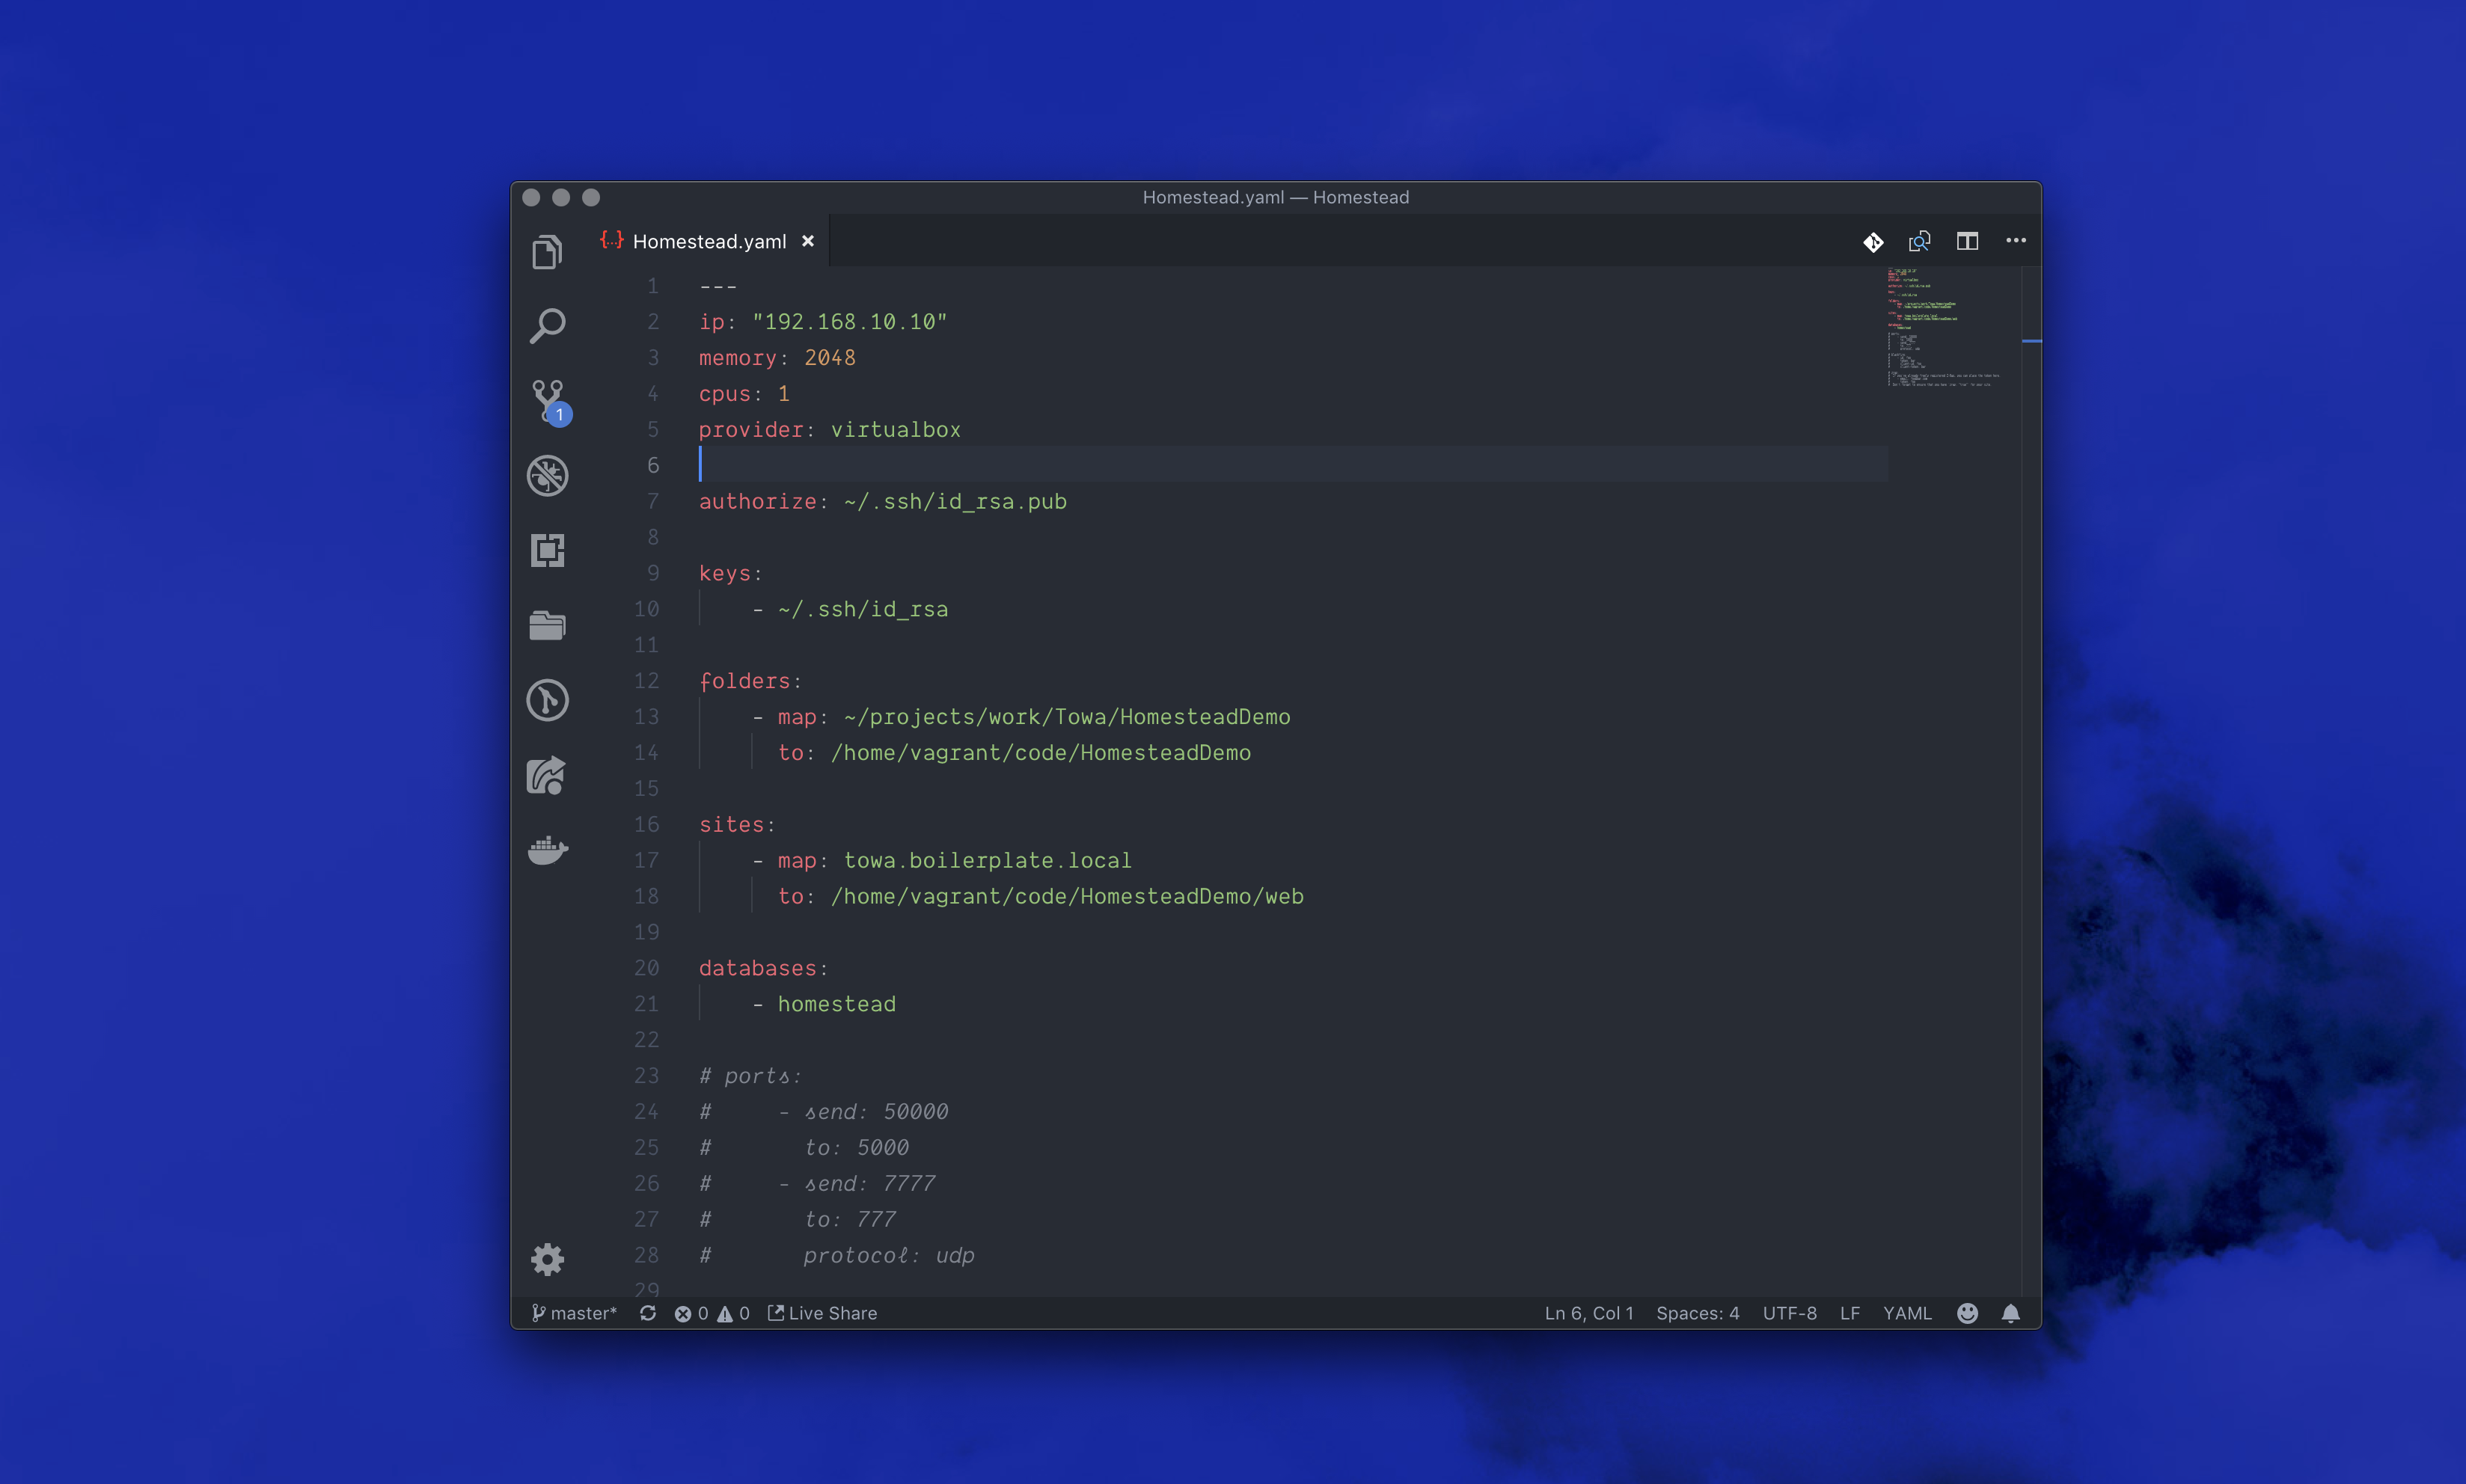 Homestead.yaml — Homestead
{...} Homestead.yaml
1 ---
2 ip: "192.168.10.10"
3 memory: 2048
4 cpus: 1
5 provider: virtualbox
6
7 authorize: ~/.ssh/id_rsa.pub
8
9 keys:
10     - ~/.ssh/id_rsa
11
12 folders:
13     - map: ~/projects/work/Towa/HomesteadDemo
14       to: /home/vagrant/code/HomesteadDemo
15
16 sites:
17     - map: towa.boilerplate.local
18       to: /home/vagrant/code/HomesteadDemo/web
19
20 databases:
21     - homestead
22
23 # ports:
24 #     - send: 50000
25 #       to: 5000
26 #     - send: 7777
27 #       to: 777
28 #       protocol: udp
29
1
master* 0 0 Live Share Ln 6, Col 1 Spaces: 4 UTF-8 LF YAML